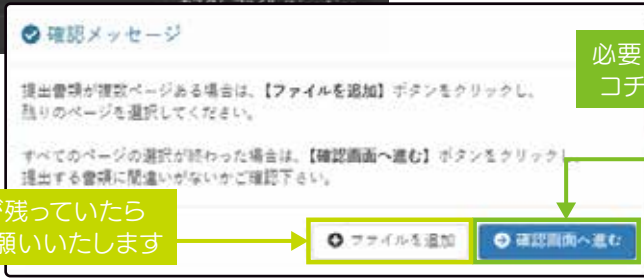 確認メッセージ
必要
コチ
提出書類が複数ページある場合は、【ファイルを追加】ボタンをクリックし、
残りのページを選択してください。
すべてのページの選択が終わった場合は、【確認画面へ進む】ボタンをクリックし、
提出する書類に間違いがないかご確認下さい。
が残っていたら
願いいたします
ファイルを追加
確認画面へ進む